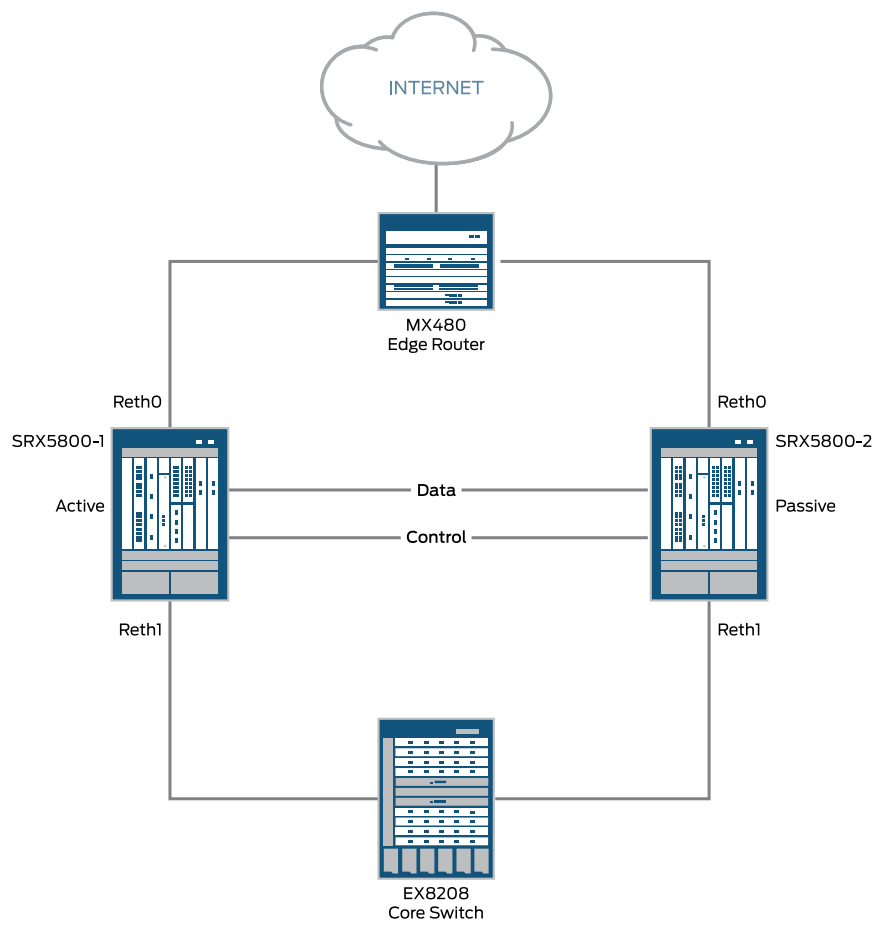 INTERNET
MX480
Edge Router
Reth0
Reth0
SRX5800-1
SRX5800-2
Data
Active
Passive
Control
Reth1
Reth1
EX8208
Core Switch